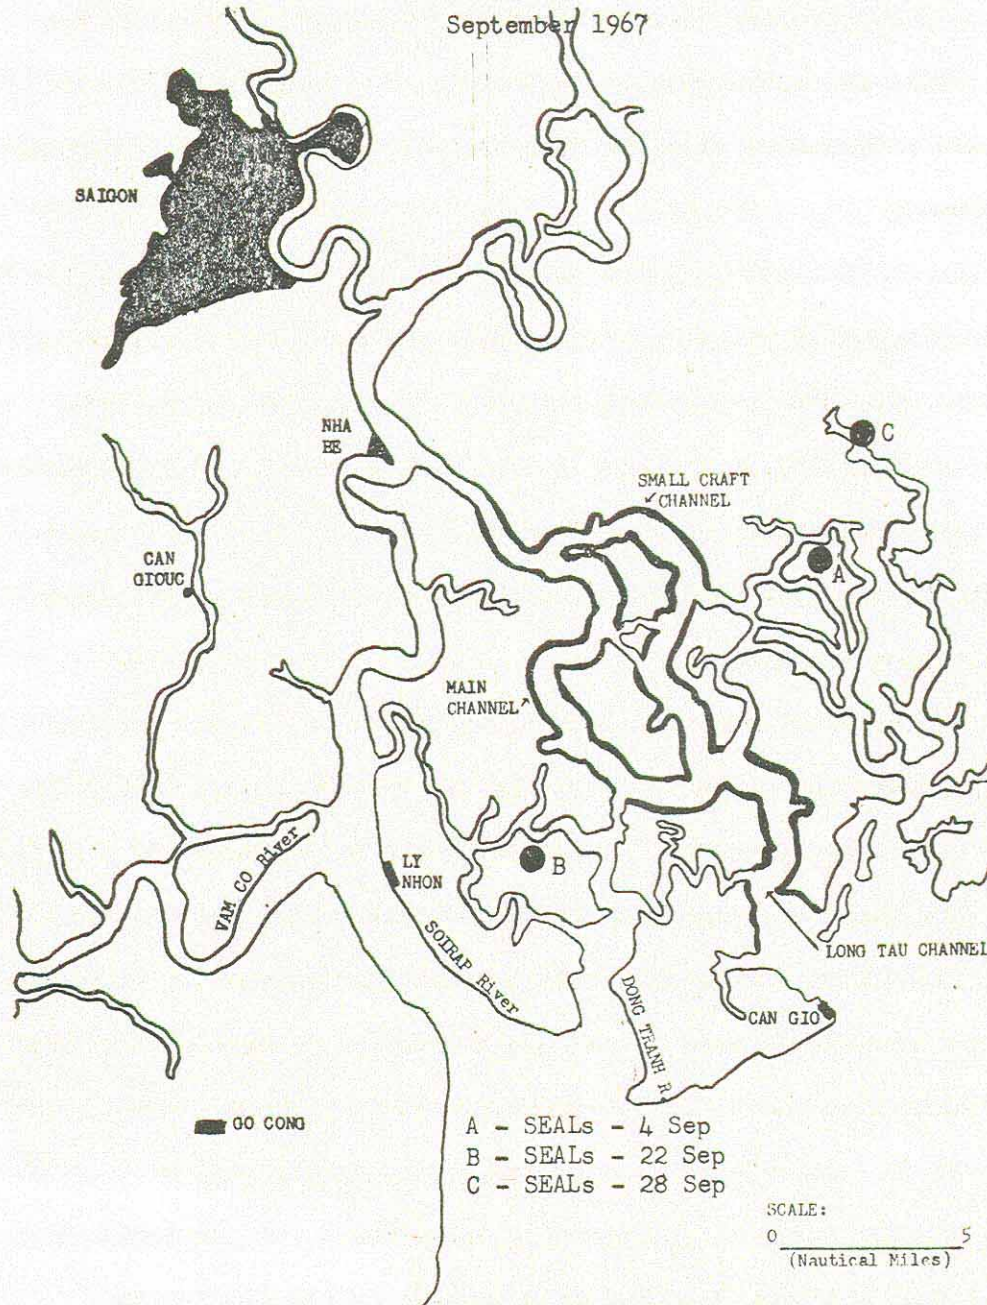 September 1967
SAIGON
NHA
BE
C
SMALL CRAFT
CHANNEL
CAN
GIOUC
A
MAIN
CHANNEL
VAM CO River
LY
NHON
B
SOIRAP River
LONG TAU CHANNEL
DONG TRANH R.
CAN GIO
GO CONG
A - SEALs - 4 Sep
B - SEALs - 22 Sep
C - SEALs - 28 Sep
SCALE:
0 5
(Nautical Miles)